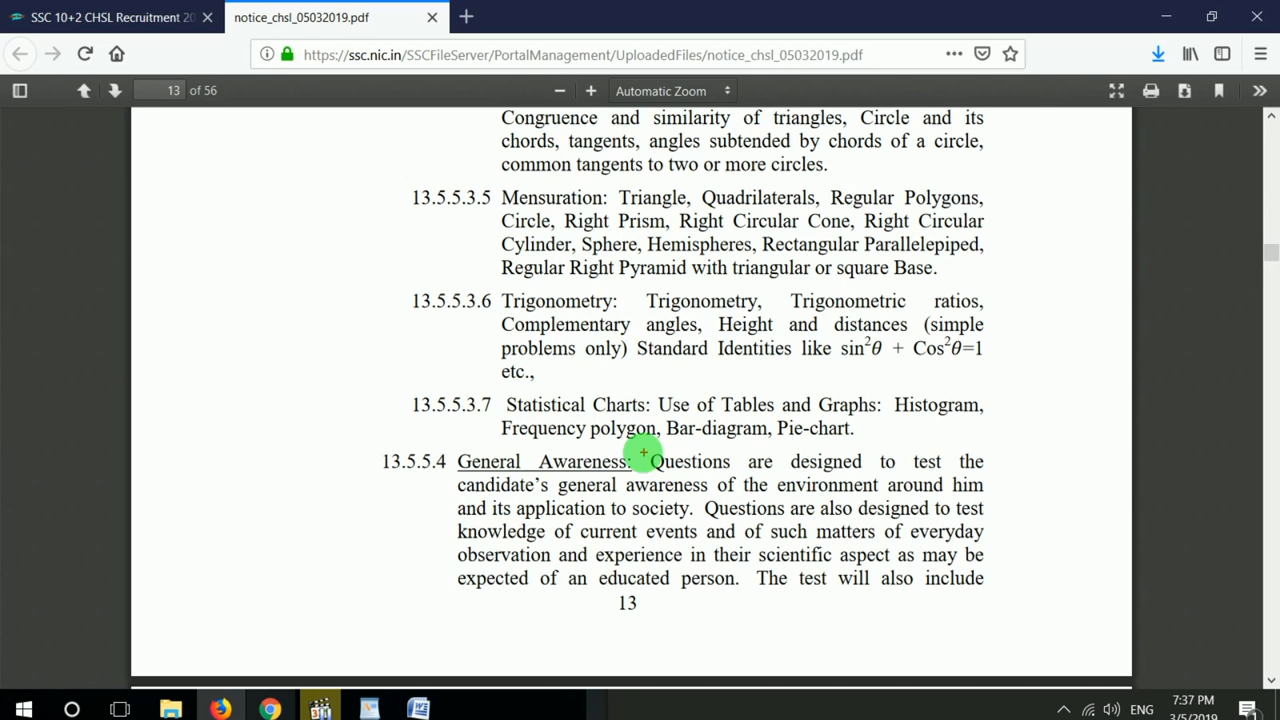 SSC 10+2 CHSL Recruitment 20
notice_chsl_05032019.pdf
https://ssc.nic.in/SSCFileServer/PortalManagement/UploadedFiles/notice_chsl_05032019.pdf
13 of 56
Automatic Zoom
Congruence and similarity of triangles, Circle and its
chords, tangents, angles subtended by chords of a circle,
common tangents to two or more circles.
13.5.5.3.5 Mensuration: Triangle, Quadrilaterals, Regular Polygons,
Circle, Right Prism, Right Circular Cone, Right Circular
Cylinder, Sphere, Hemispheres, Rectangular Parallelepiped,
Regular Right Pyramid with triangular or square Base.
13.5.5.3.6 Trigonometry: Trigonometry, Trigonometric ratios,
Complementary angles, Height and distances (simple
problems only) Standard Identities like sin²θ + Cos²θ=1
etc.,
13.5.5.3.7 Statistical Charts: Use of Tables and Graphs: Histogram,
Frequency polygon, Bar-diagram, Pie-chart.
13.5.5.4 General Awareness: Questions are designed to test the
candidate’s general awareness of the environment around him
and its application to society. Questions are also designed to test
knowledge of current events and of such matters of everyday
observation and experience in their scientific aspect as may be
expected of an educated person. The test will also include
13
ENG
7:37 PM
3/5/2019